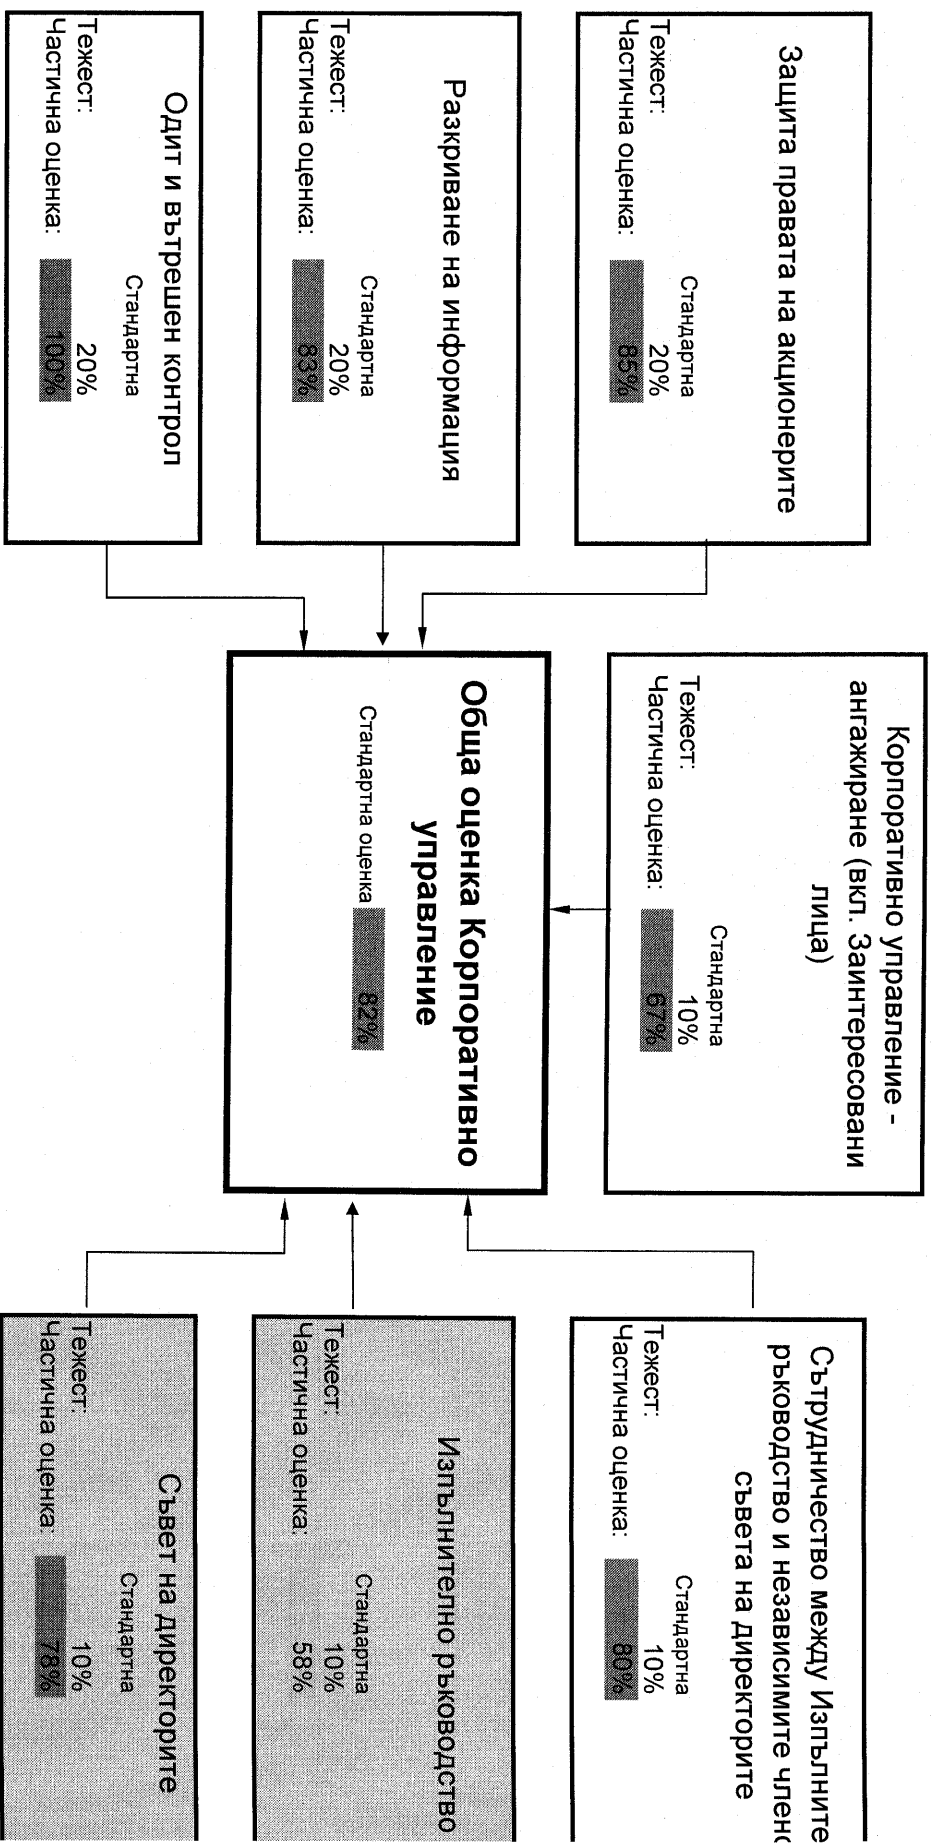 Защита правата на акционерите
Стандартна
Тежест: 20%
Частична оценка: 85%
Разкриване на информация
Стандартна
Тежест: 20%
Частична оценка: 83%
Одит и вътрешен контрол
Стандартна
Тежест: 20%
Частична оценка: 100%
Корпоративно управление -
ангажиране (вкл. Заинтересовани
лица)
Стандартна
Тежест: 10%
Частична оценка: 67%
Обща оценка Корпоративно
управление
Стандартна оценка 82%
Сътрудничество между Изпълните
ръководство и независимите члено
съвета на директорите
Стандартна
Тежест: 10%
Частична оценка: 80%
Изпълнително ръководство
Стандартна
Тежест: 10%
Частична оценка: 58%
Съвет на директорите
Стандартна
Тежест: 10%
Частична оценка: 78%